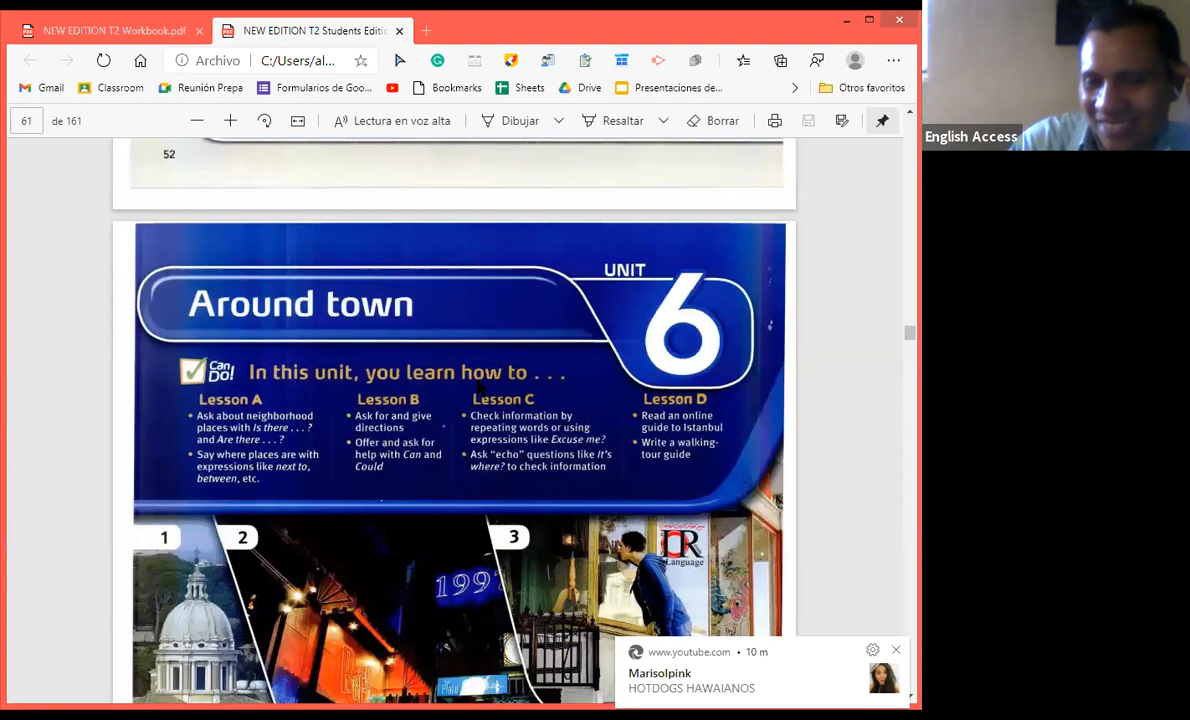 NEW EDITION T2 Workbook.pdf
NEW EDITION T2 Students Editi
Archivo
C:/Users/al...
Gmail
Classroom
Reunión Prepa
Formularios de Goo...
Bookmarks
Sheets
Drive
Presentaciones de...
Otros favoritos
61
de 161
Lectura en voz alta
Dibujar
Resaltar
Borrar
English Access
52
UNIT
6
Around town
Can Do!
In this unit, you learn how to . . .
Lesson A
• Ask about neighborhood
places with Is there . . . ?
and Are there . . . ?
• Say where places are with
expressions like next to,
between, etc.
Lesson B
• Ask for and give
directions
• Offer and ask for
help with Can and
Could
Lesson C
• Check information by
repeating words or using
expressions like Excuse me?
• Ask “echo” questions like It's
where? to check information
Lesson D
• Read an online
guide to Istanbul
• Write a walking-
tour guide
1
2
3
199
Language
www.youtube.com • 10 m
Marisolpink
HOTDOGS HAWAIANOS